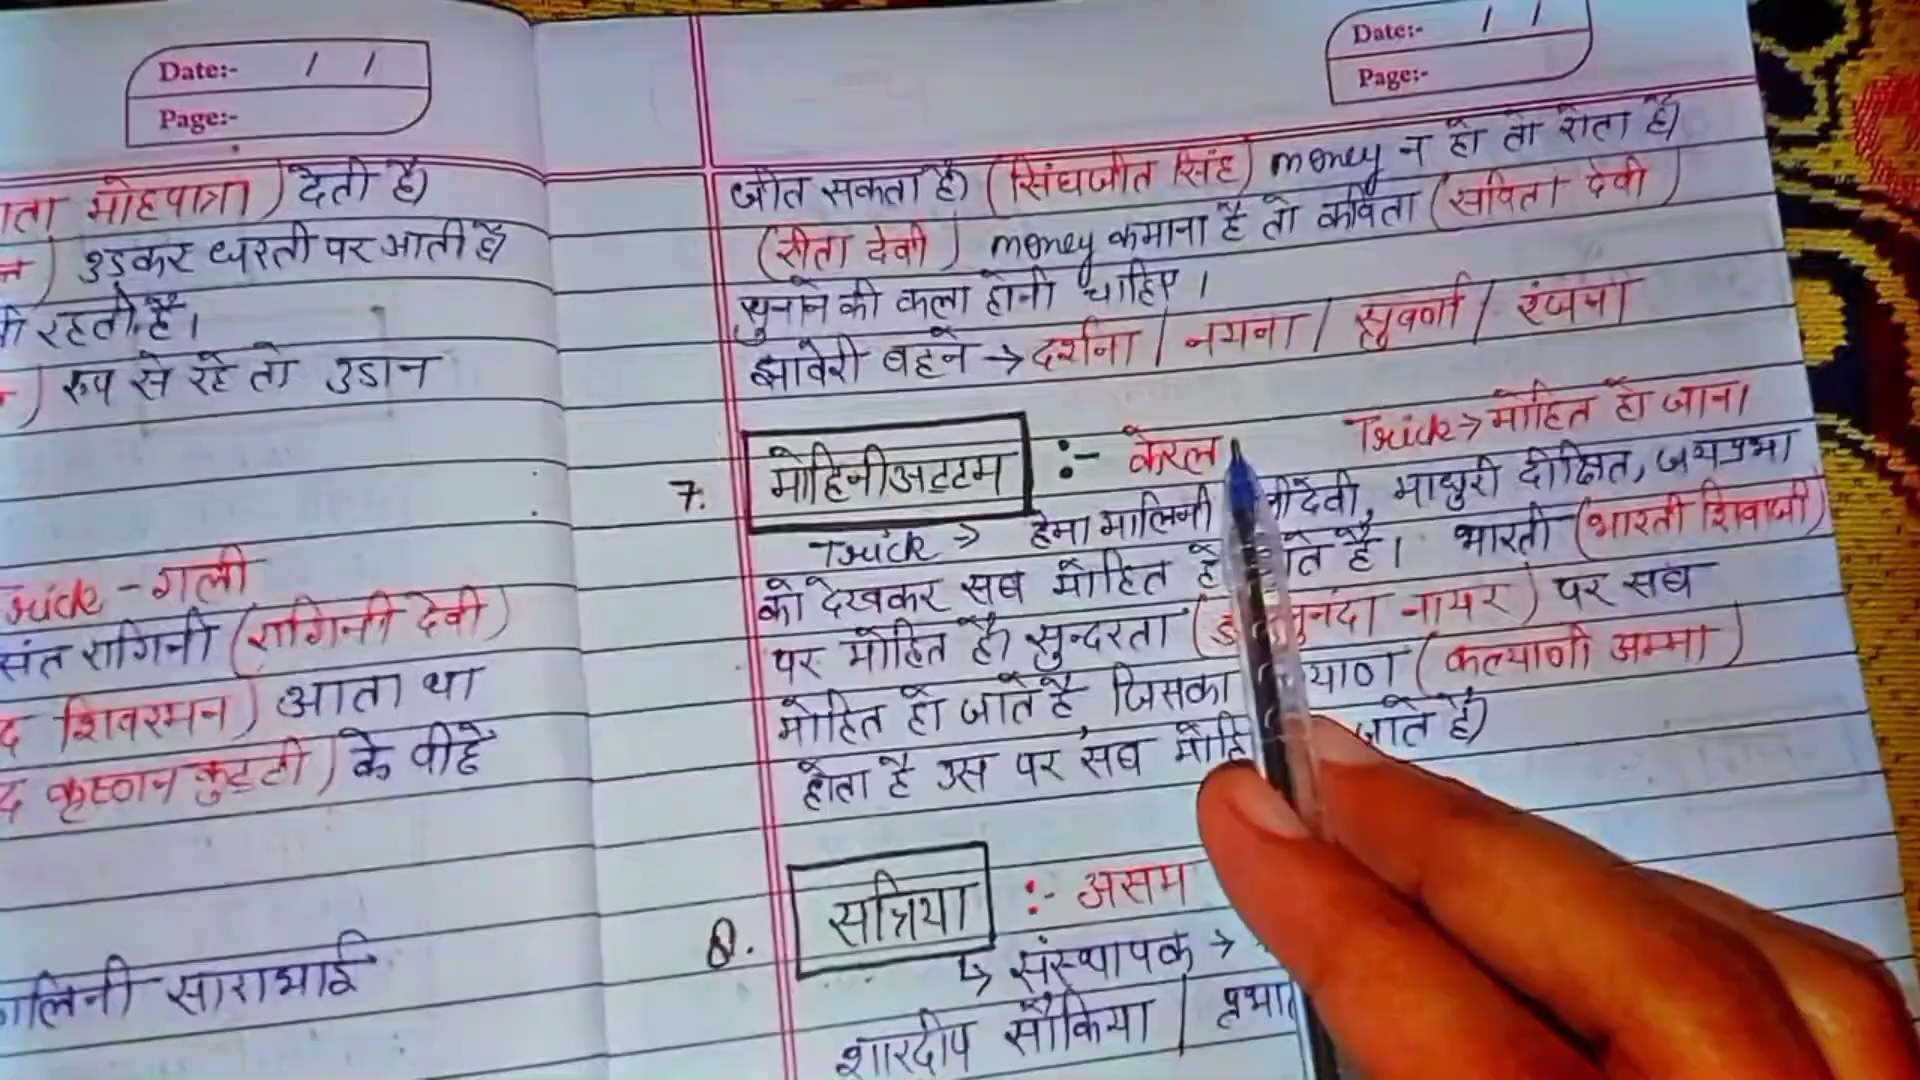 Date:- / /
Page:-
मोहपात्रा) देती है
) उड़कर धरती पर आती है
रहती है।
) रूप से रहे तो उडान
Trick - गली
संत रागिनी (रागिनी देवी)
शिवरमन) आता था
कृष्णन कुट्टी) के पीछे
साराभाई
Date:- / /
Page:-
जीत सकता है (सिंघजीत सिंह) money न हो तो रोता है
(रीता देवी) money कमाना है तो कविता (सविता देवी)
सुनाने की कला होनी चाहिए।
झावेरी बहने → दर्शना / नयना / सुवर्णा / रंजना
7. मोहिनीअट्टम :- केरल Trick → मोहित हो जाना
Trick → हेमा मालिनी देवी, माधुरी दीक्षित, जयप्रभा
को देखकर सब मोहित है। भारती (भारती शिवाजी)
पर मोहित है। सुन्दरता नायर) पर सब
मोहित हो जाते है, जिसका (कल्याणी अम्मा)
होता है उस पर सब जाते है।
8. सत्रिया :- असम
↳ संस्थापक →
शारदीप सौकिया /